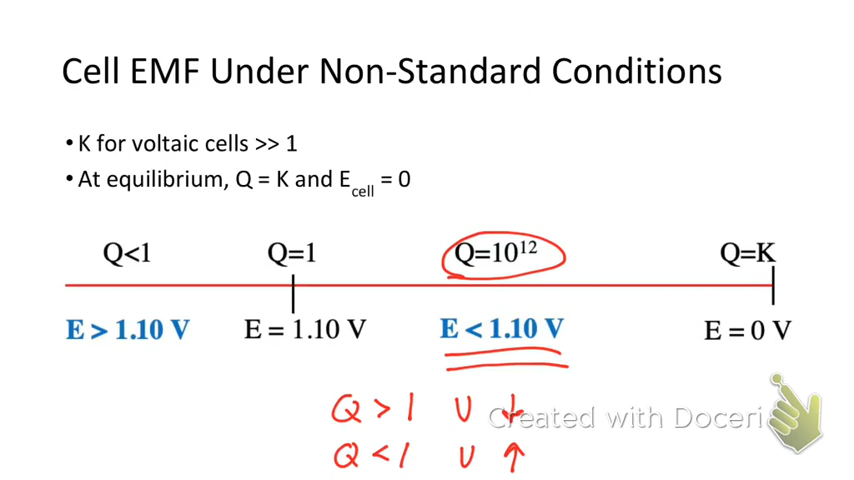 Cell EMF Under Non-Standard Conditions
• K for voltaic cells >> 1
• At equilibrium, Q = K and Ecell = 0
Q<1 Q=1 Q=10¹² Q=K
E > 1.10 V E = 1.10 V E < 1.10 V E = 0 V
Q > 1 V ↓
Created with Doceri
Q < 1 V ↑